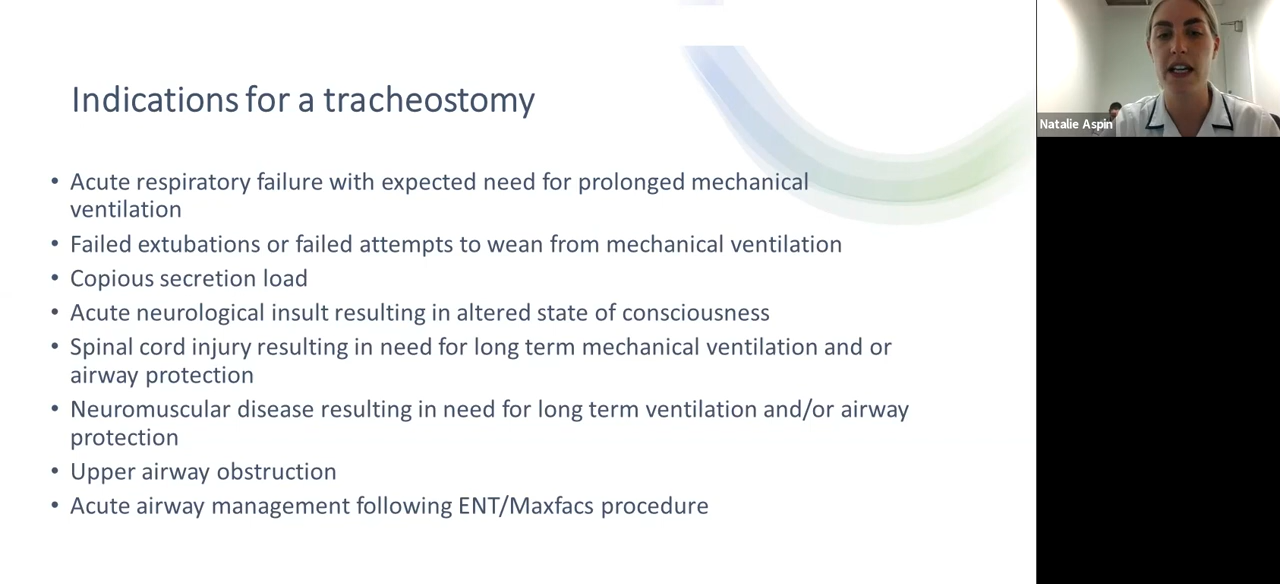 Indications for a tracheostomy
• Acute respiratory failure with expected need for prolonged mechanical
ventilation
• Failed extubations or failed attempts to wean from mechanical ventilation
• Copious secretion load
• Acute neurological insult resulting in altered state of consciousness
• Spinal cord injury resulting in need for long term mechanical ventilation and or
airway protection
• Neuromuscular disease resulting in need for long term ventilation and/or airway
protection
• Upper airway obstruction
• Acute airway management following ENT/Maxfacs procedure
Natalie Aspin